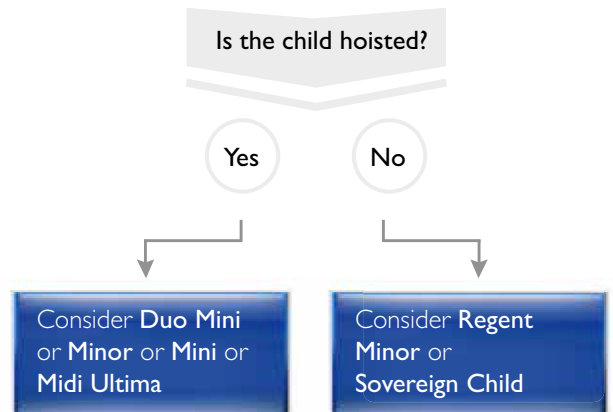 Is the child hoisted?
Yes
No
Consider Duo Mini
or Minor or Mini or
Midi Ultima
Consider Regent
Minor or
Sovereign Child